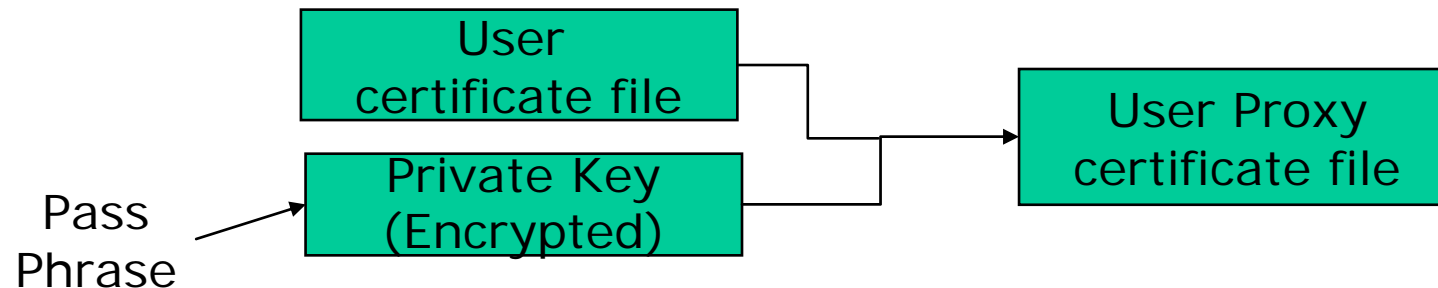 User
certificate file
Private Key
(Encrypted)
Pass
Phrase
User Proxy
certificate file